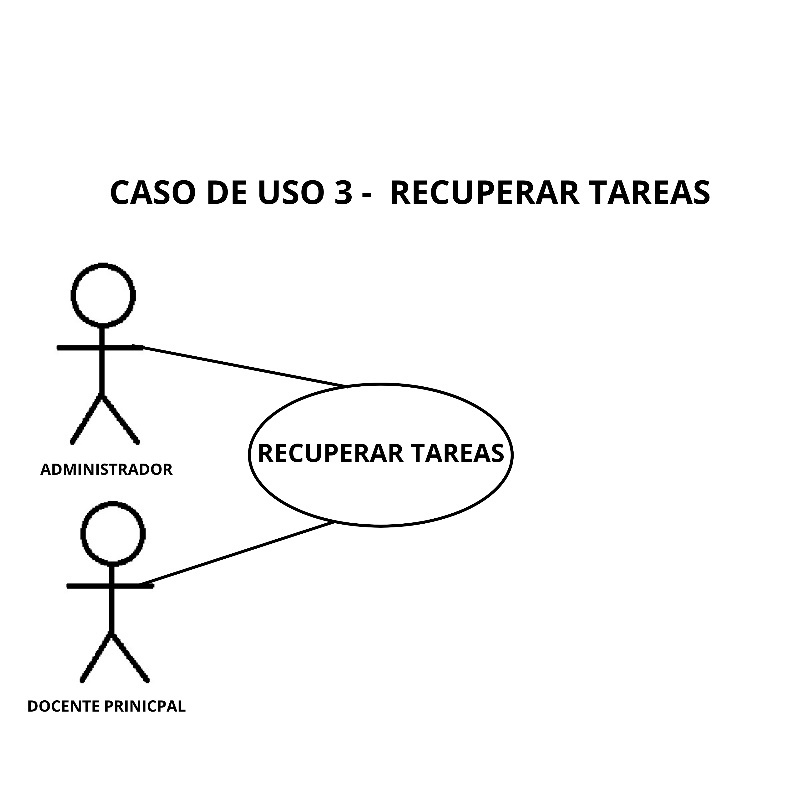 CASO DE USO 3 - RECUPERAR TAREAS
RECUPERAR TAREAS
ADMINISTRADOR
DOCENTE PRINICPAL